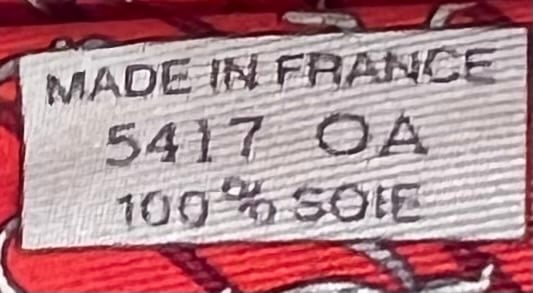 MADE IN FRANCE
5417 OA
100% SOIE